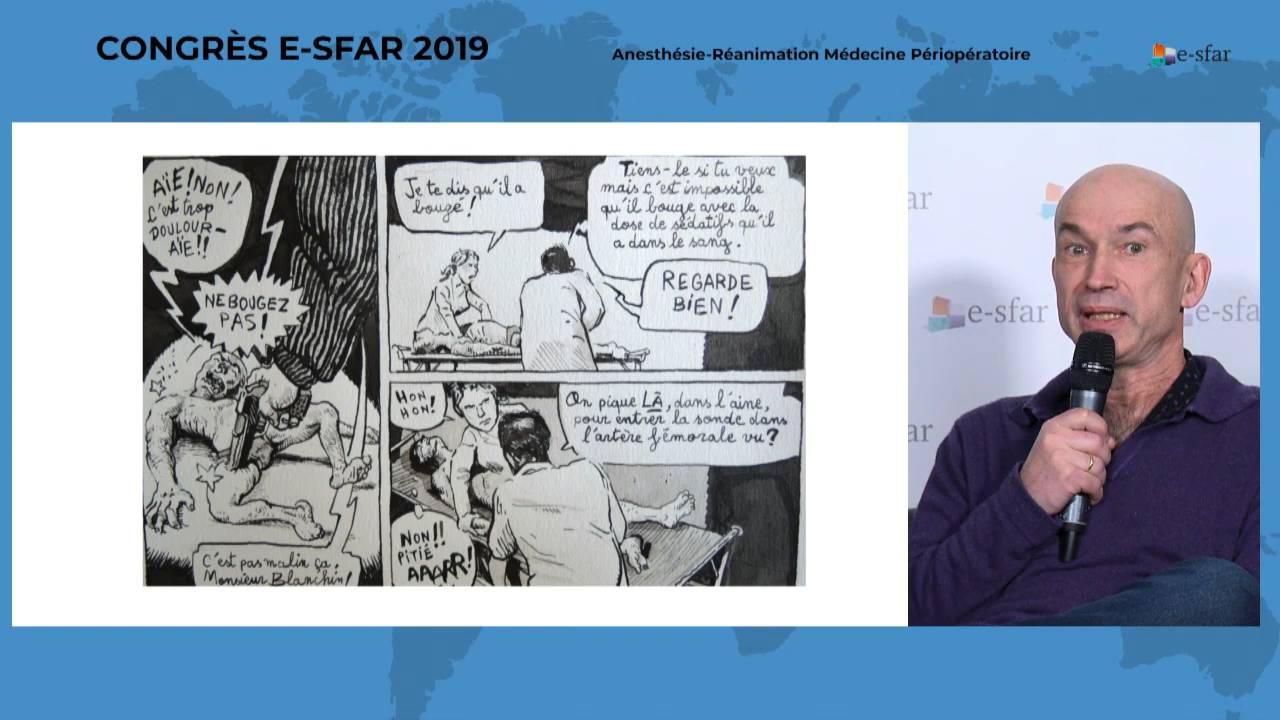 CONGRÈS E-SFAR 2019
Anesthésie-Réanimation Médecine Périopératoire
e-sfar
AÏE! NON!
C'est trop
DOULOUR-
AÏE!!
NE BOUGEZ
PAS!
C'est pas malin ça,
Monsieur Blanchin!
Je te dis qu'il a
bougé!
Tiens-le si tu veux
mais c'est impossible
qu'il bouge avec la
dose de sédatifs qu'il
a dans le sang.
REGARDE
BIEN!
HON
HON!
On pique LÀ, dans l'aine,
pour entrer la sonde dans
l'artère fémorale vu?
NON!!
PITIÉ
AAARR!
ar
e-sfar
e-sfa
ar